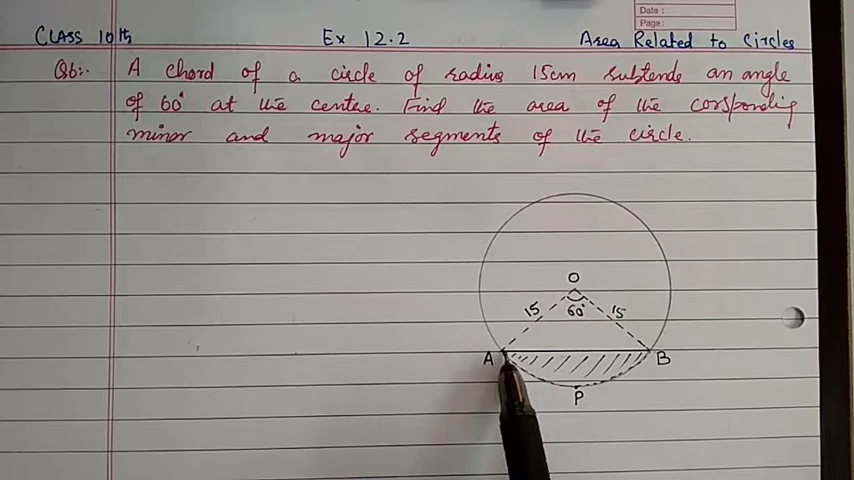 Date :
Page :
CLASS 10th Ex 12.2 Area Related to Circles
Q6:- A chord of a circle of radius 15cm subtends an angle
of 60° at the centre. Find the area of the corsponding
minor and major segments of the circle.
O
15 60° 15
A B
P